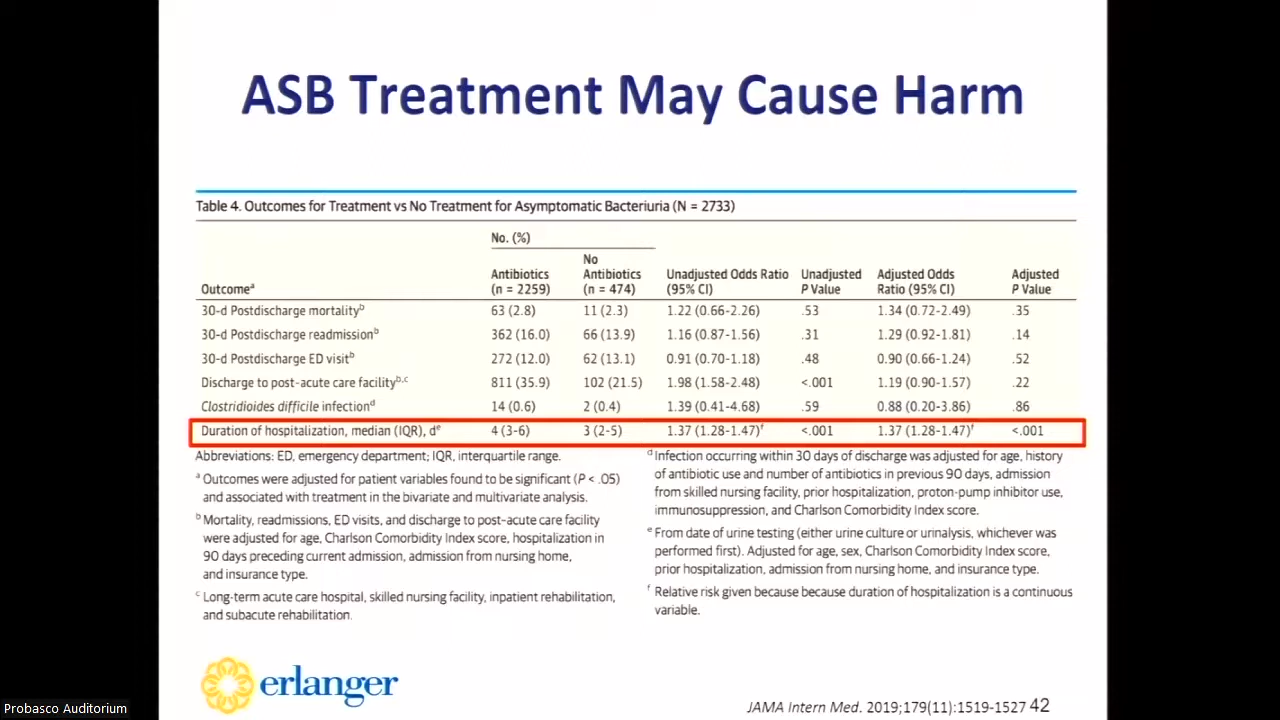 ASB Treatment May Cause Harm
Table 4. Outcomes for Treatment vs No Treatment for Asymptomatic Bacteriuria (N = 2733)
No. (%)
Outcomeᵃ Antibiotics (n = 2259) No Antibiotics (n = 474) Unadjusted Odds Ratio (95% CI) Unadjusted P Value Adjusted Odds Ratio (95% CI) Adjusted P Value
30-d Postdischarge mortalityᵇ 63 (2.8) 11 (2.3) 1.22 (0.66-2.26) .53 1.34 (0.72-2.49) .35
30-d Postdischarge readmissionᵇ 362 (16.0) 66 (13.9) 1.16 (0.87-1.56) .31 1.29 (0.92-1.81) .14
30-d Postdischarge ED visitᵇ 272 (12.0) 62 (13.1) 0.91 (0.70-1.18) .48 0.90 (0.66-1.24) .52
Discharge to post-acute care facilityᵇ,ᶜ 811 (35.9) 102 (21.5) 1.98 (1.58-2.48) <.001 1.19 (0.90-1.57) .22
Clostridioides difficile infectionᵈ 14 (0.6) 2 (0.4) 1.39 (0.41-4.68) .59 0.88 (0.20-3.86) .86
Duration of hospitalization, median (IQR), dᵉ 4 (3-6) 3 (2-5) 1.37 (1.28-1.47)ᶠ <.001 1.37 (1.28-1.47)ᶠ <.001
Abbreviations: ED, emergency department; IQR, interquartile range.
ᵃ Outcomes were adjusted for patient variables found to be significant (P < .05)
and associated with treatment in the bivariate and multivariate analysis.
ᵇ Mortality, readmissions, ED visits, and discharge to post-acute care facility
were adjusted for age, Charlson Comorbidity Index score, hospitalization in
90 days preceding current admission, admission from nursing home,
and insurance type.
ᶜ Long-term acute care hospital, skilled nursing facility, inpatient rehabilitation,
and subacute rehabilitation.
ᵈ Infection occurring within 30 days of discharge was adjusted for age, history
of antibiotic use and number of antibiotics in previous 90 days, admission
from skilled nursing facility, prior hospitalization, proton-pump inhibitor use,
immunosuppression, and Charlson Comorbidity Index score.
ᵉ From date of urine testing (either urine culture or urinalysis, whichever was
performed first). Adjusted for age, sex, Charlson Comorbidity Index score,
prior hospitalization, admission from nursing home, and insurance type.
ᶠ Relative risk given because because duration of hospitalization is a continuous
variable.
erlanger
JAMA Intern Med. 2019;179(11):1519-1527 42
Probasco Auditorium